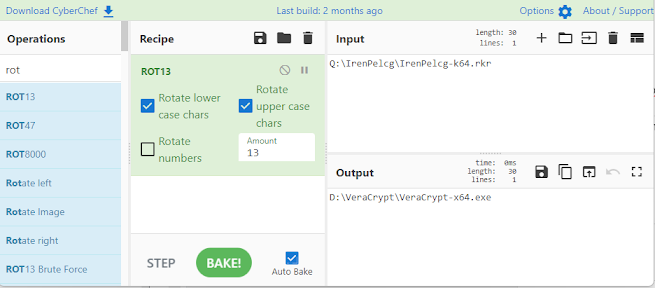 Download CyberChef
Last build: 2 months ago
Options
About / Support
Operations
rot
ROT13
ROT47
ROT8000
Rotate left
Rotate Image
Rotate right
ROT13 Brute Force
Recipe
ROT13
Rotate lower case chars
Rotate upper case chars
Rotate numbers
Amount
13
STEP
BAKE!
Auto Bake
Input
length: 30
lines: 1
Q:\IrenPelcg\IrenPelcg-k64.rkr
Output
time: 0ms
length: 30
lines: 1
D:\VeraCrypt\VeraCrypt-x64.exe